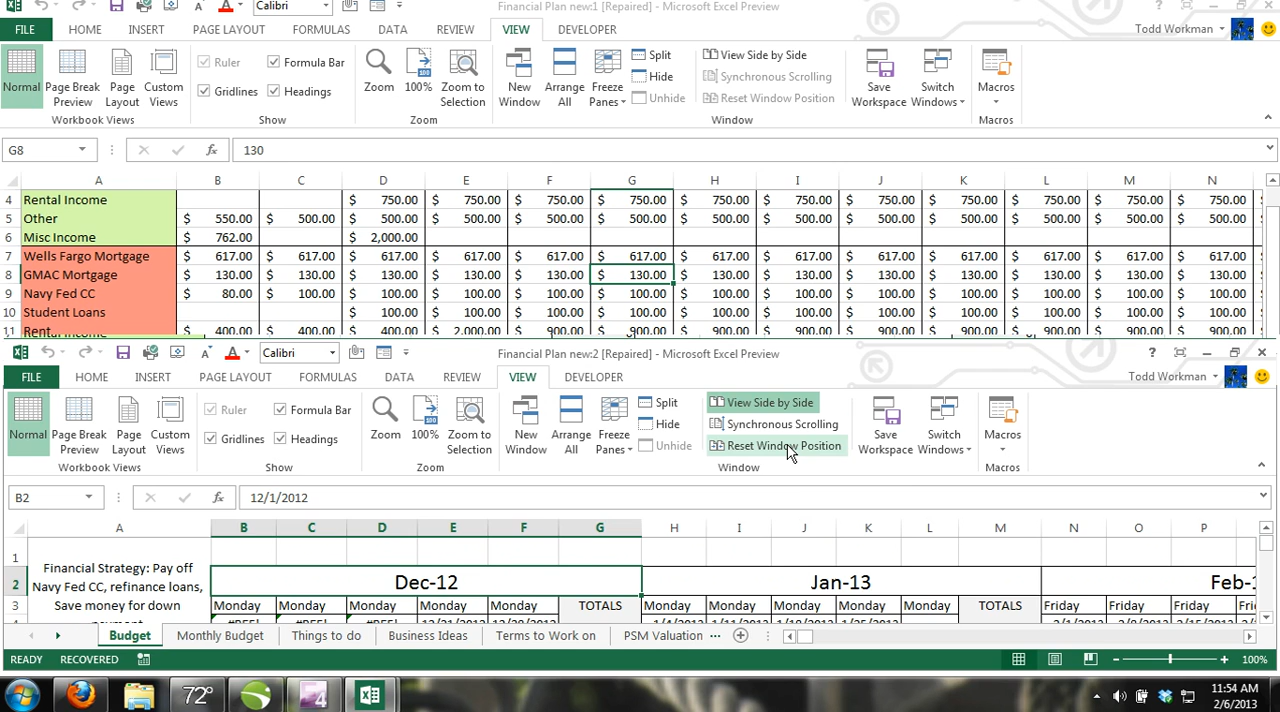 Calibri
Financial Plan new:1 [Repaired] - Microsoft Excel Preview
?
FILE HOME INSERT PAGE LAYOUT FORMULAS DATA REVIEW VIEW DEVELOPER Todd Workman
Ruler Formula Bar Split View Side by Side
Normal Page Break Preview Page Layout Custom Views Gridlines Headings Zoom 100% Zoom to Selection New Window Arrange All Freeze Panes Hide Unhide Synchronous Scrolling Reset Window Position Save Workspace Switch Windows Macros
Workbook Views Show Zoom Window Macros
G8 fx 130
A B C D E F G H I J K L M N
4 Rental Income $ 750.00 $ 750.00 $ 750.00 $ 750.00 $ 750.00 $ 750.00 $ 750.00 $ 750.00 $ 750.00 $ 750.00 $ 750.00
5 Other $ 550.00 $ 500.00 $ 500.00 $ 500.00 $ 500.00 $ 500.00 $ 500.00 $ 500.00 $ 500.00 $ 500.00 $ 500.00 $ 500.00 $ 500.00 $
6 Misc Income $ 762.00 $ 2,000.00
7 Wells Fargo Mortgage $ 617.00 $ 617.00 $ 617.00 $ 617.00 $ 617.00 $ 617.00 $ 617.00 $ 617.00 $ 617.00 $ 617.00 $ 617.00 $ 617.00 $ 617.00 $
8 GMAC Mortgage $ 130.00 $ 130.00 $ 130.00 $ 130.00 $ 130.00 $ 130.00 $ 130.00 $ 130.00 $ 130.00 $ 130.00 $ 130.00 $ 130.00 $ 130.00 $
9 Navy Fed CC $ 80.00 $ 100.00 $ 100.00 $ 100.00 $ 100.00 $ 100.00 $ 100.00 $ 100.00 $ 100.00 $ 100.00 $ 100.00 $ 100.00 $ 100.00 $
10 Student Loans $ 100.00 $ 100.00 $ 100.00 $ 100.00 $ 100.00 $ 100.00 $ 100.00 $ 100.00 $ 100.00 $ 100.00 $ 100.00
11 $ 400.00 $ 400.00 $ 400.00 $ 2,000.00 $ 900.00 $ 900.00 $ 900.00 $ 900.00 $ 900.00 $ 900.00 $ 900.00 $ 900.00 $ 900.00
Calibri Financial Plan new:2 [Repaired] - Microsoft Excel Preview ?
FILE HOME INSERT PAGE LAYOUT FORMULAS DATA REVIEW VIEW DEVELOPER Todd Workman
Ruler Formula Bar Split View Side by Side
Normal Page Break Preview Page Layout Custom Views Gridlines Headings Zoom 100% Zoom to Selection New Window Arrange All Freeze Panes Hide Unhide Synchronous Scrolling Reset Window Position Save Workspace Switch Windows Macros
Workbook Views Show Zoom Window Macros
B2 fx 12/1/2012
A B C D E F G H I J K L M N O P
1 Financial Strategy: Pay off
2 Navy Fed CC, refinance loans, Dec-12 Jan-13
3 Save money for down Monday Monday Monday Monday Monday TOTALS Monday Monday Monday Monday Monday TOTALS Friday Friday Friday
Budget Monthly Budget Things to do Business Ideas Terms to Work on PSM Valuation ...
READY RECOVERED 100%
72°
11:54 AM
2/6/2013